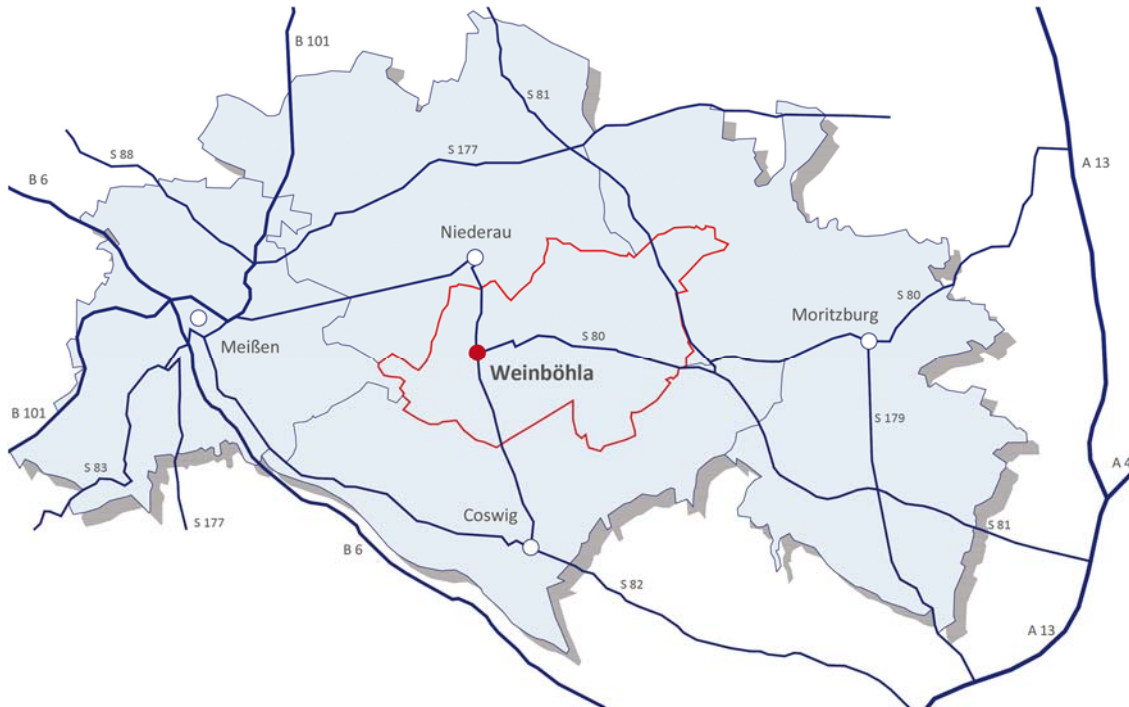 B 101
S 81
S 88
S 177
A 13
B 6
Niederau
S 80
Moritzburg
S 80
Meißen
Weinböhla
B 101
S 179
S 83
A 4
Coswig
S 177
S 81
B 6
S 82
A 13